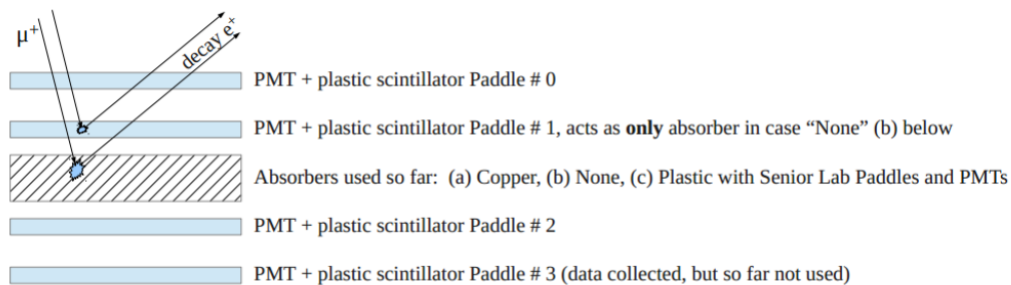 μ⁺
decay e⁺
PMT + plastic scintillator Paddle # 0
PMT + plastic scintillator Paddle # 1, acts as only absorber in case “None” (b) below
Absorbers used so far: (a) Copper, (b) None, (c) Plastic with Senior Lab Paddles and PMTs
PMT + plastic scintillator Paddle # 2
PMT + plastic scintillator Paddle # 3 (data collected, but so far not used)